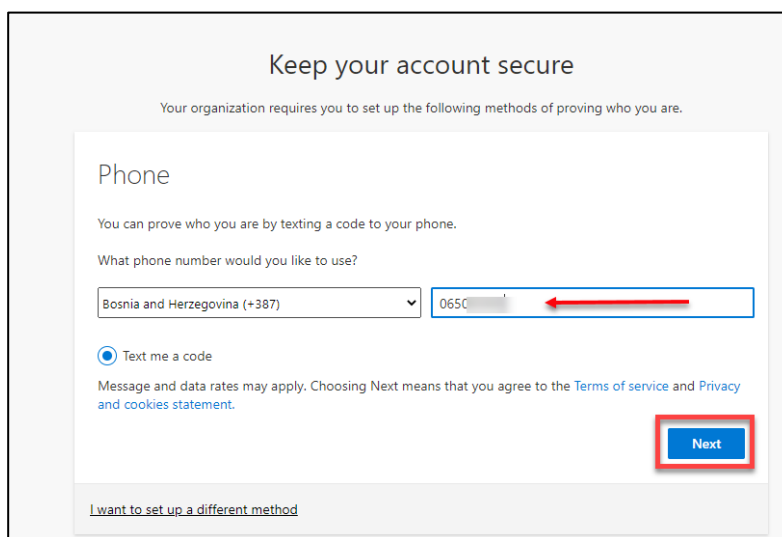 Keep your account secure
Your organization requires you to set up the following methods of proving who you are.
Phone
You can prove who you are by texting a code to your phone.
What phone number would you like to use?
Bosnia and Herzegovina (+387) 065
Text me a code
Message and data rates may apply. Choosing Next means that you agree to the Terms of service and Privacy
and cookies statement.
Next
I want to set up a different method